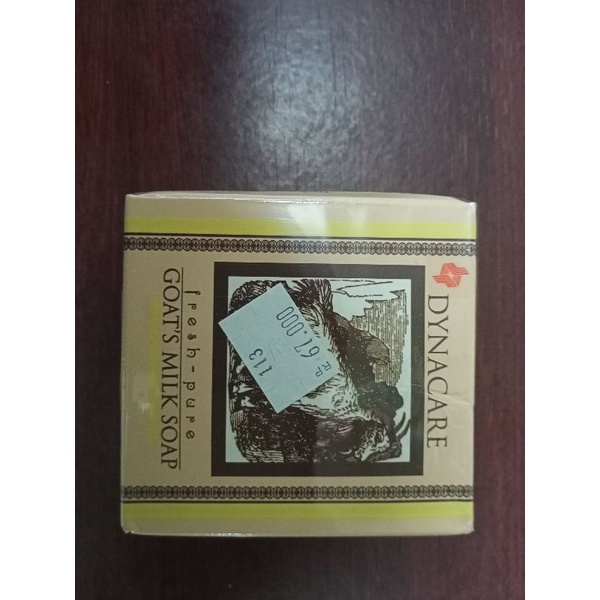 DYNACARE
113
RP
67.000
fresh-pure
GOAT'S MILK SOAP